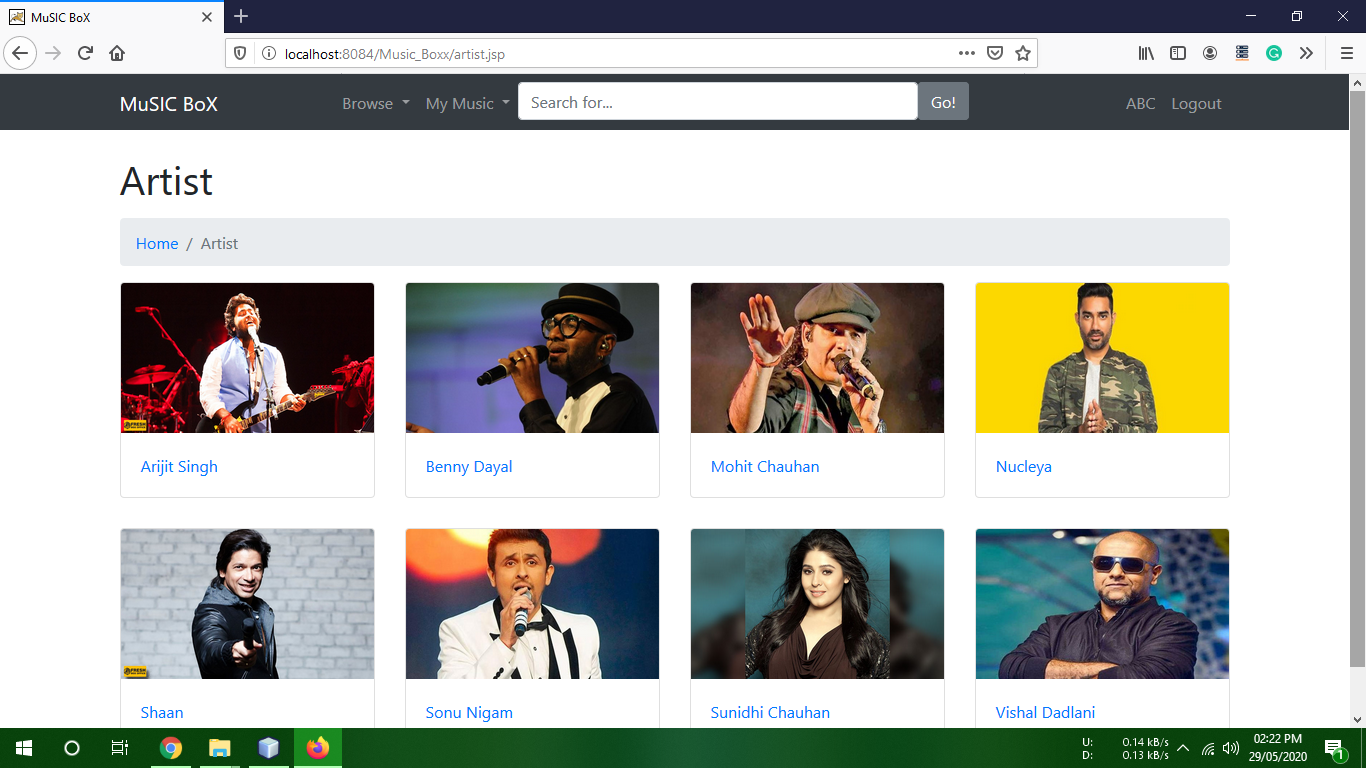 MuSIC BoX
localhost:8084/Music_Boxx/artist.jsp
MuSIC BoX
Browse
My Music
Search for...
Go!
ABC
Logout
Artist
Home / Artist
Arijit Singh
Benny Dayal
Mohit Chauhan
Nucleya
Shaan
Sonu Nigam
Sunidhi Chauhan
Vishal Dadlani
U: 0.14 kB/s
D: 0.13 kB/s
02:22 PM
29/05/2020
1